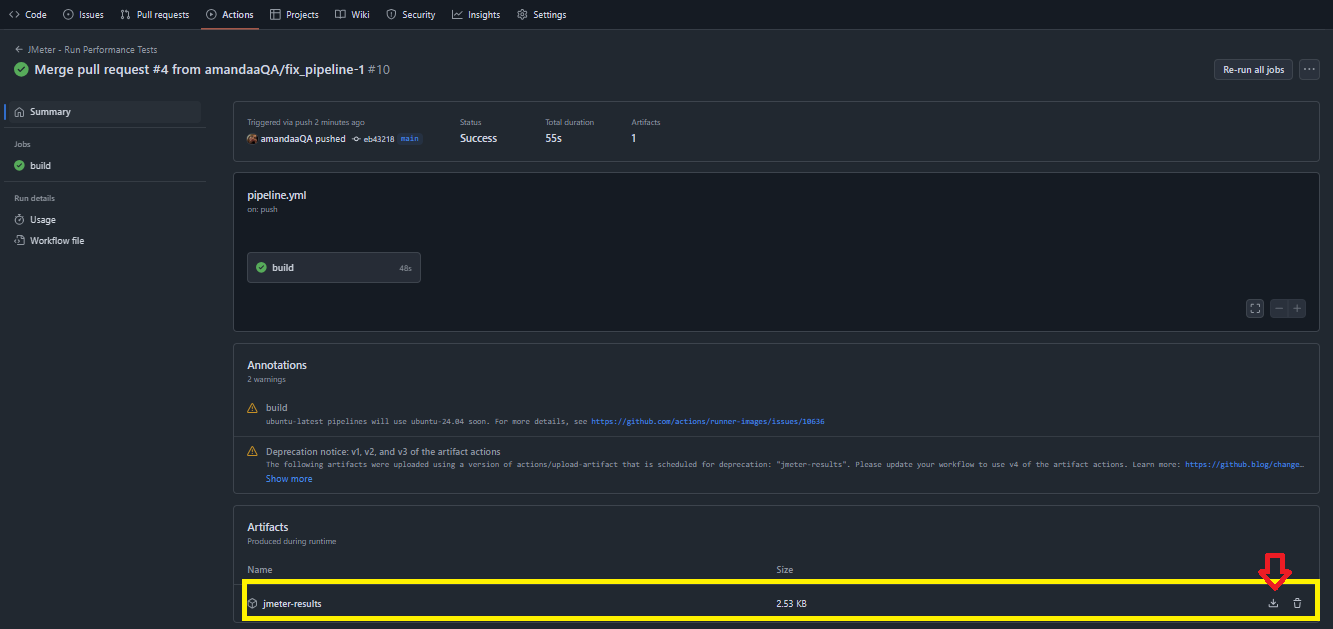 Code Issues Pull requests Actions Projects Wiki Security Insights Settings
JMeter - Run Performance Tests
Merge pull request #4 from amandaaQA/fix_pipeline-1 #10
Re-run all jobs
Summary
Jobs
build
Run details
Usage
Workflow file
Triggered via push 2 minutes ago
amandaaQA pushed eb43218 main
Status
Success
Total duration
55s
Artifacts
1
pipeline.yml
on: push
build 48s
Annotations
2 warnings
build
ubuntu-latest pipelines will use ubuntu-24.04 soon. For more details, see https://github.com/actions/runner-images/issues/10636
Deprecation notice: v1, v2, and v3 of the artifact actions
The following artifacts were uploaded using a version of actions/upload-artifact that is scheduled for deprecation: "jmeter-results". Please update your workflow to use v4 of the artifact actions. Learn more: https://github.blog/change…
Show more
Artifacts
Produced during runtime
Name Size
jmeter-results 2.53 KB